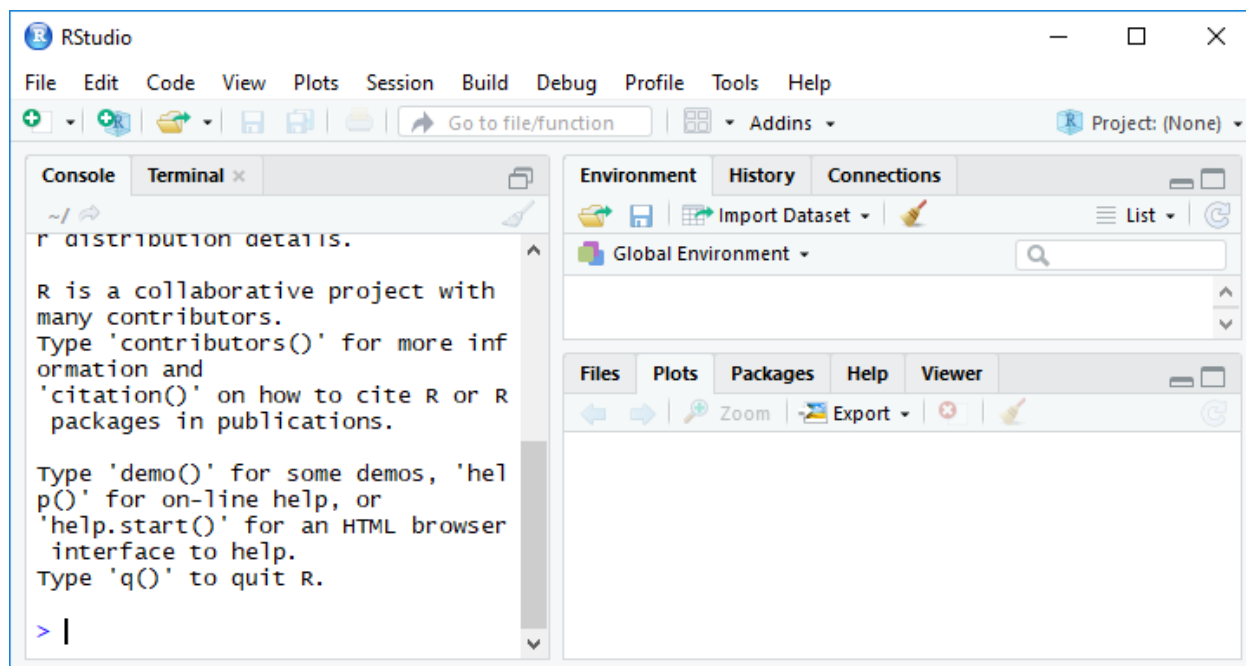 RStudio
File Edit Code View Plots Session Build Debug Profile Tools Help
Go to file/function Addins Project: (None)
Console Terminal
~/
r distribution details.
R is a collaborative project with
many contributors.
Type 'contributors()' for more inf
ormation and
'citation()' on how to cite R or R
packages in publications.
Type 'demo()' for some demos, 'hel
p()' for on-line help, or
'help.start()' for an HTML browser
interface to help.
Type 'q()' to quit R.
>
Environment History Connections
Import Dataset List
Global Environment
Files Plots Packages Help Viewer
Zoom Export